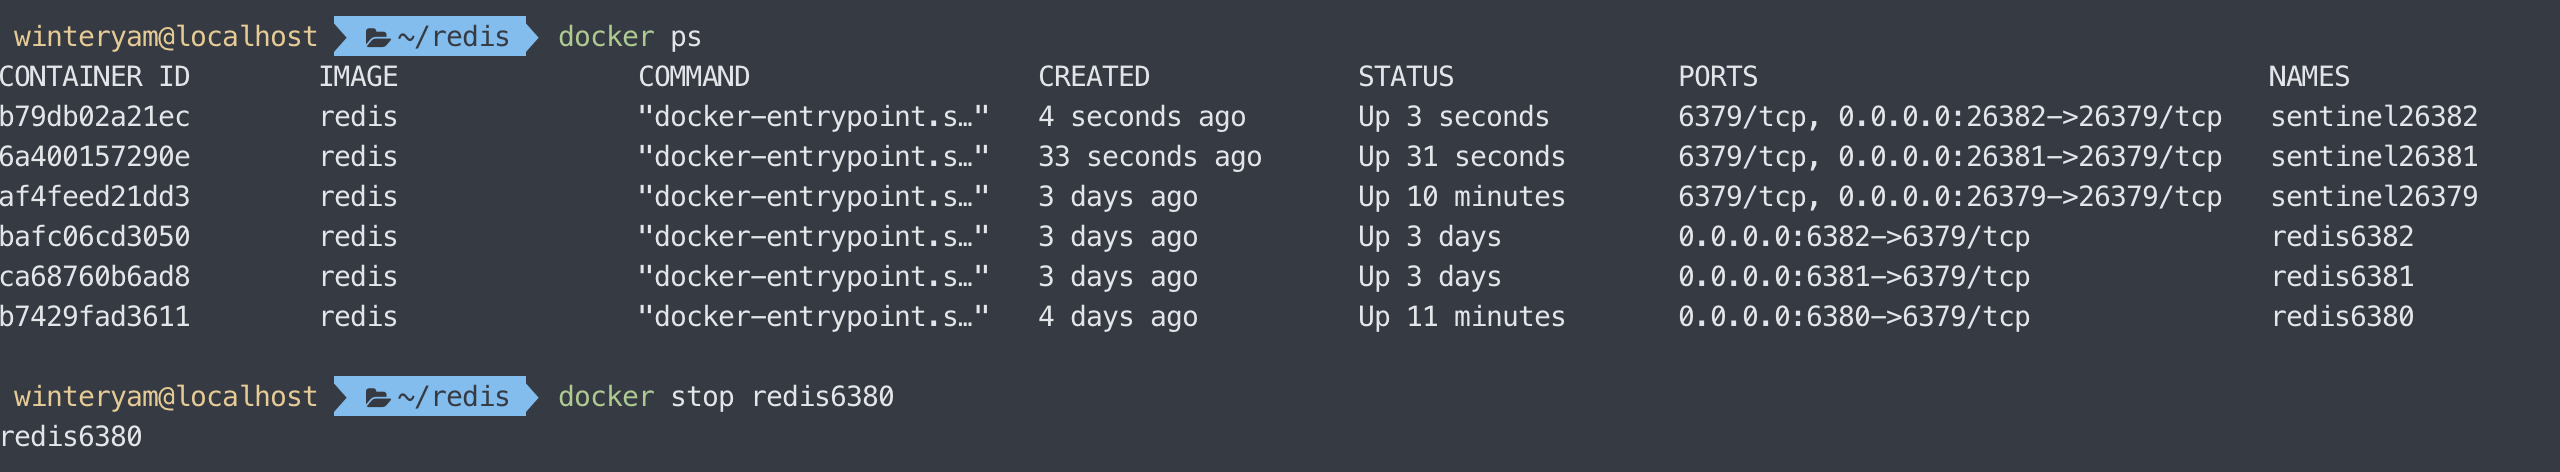 winteryam@localhost ~/redis docker ps
CONTAINER ID IMAGE COMMAND CREATED STATUS PORTS NAMES
b79db02a21ec redis "docker-entrypoint.s…" 4 seconds ago Up 3 seconds 6379/tcp, 0.0.0.0:26382->26379/tcp sentinel26382
6a400157290e redis "docker-entrypoint.s…" 33 seconds ago Up 31 seconds 6379/tcp, 0.0.0.0:26381->26379/tcp sentinel26381
af4feed21dd3 redis "docker-entrypoint.s…" 3 days ago Up 10 minutes 6379/tcp, 0.0.0.0:26379->26379/tcp sentinel26379
bafc06cd3050 redis "docker-entrypoint.s…" 3 days ago Up 3 days 0.0.0.0:6382->6379/tcp redis6382
ca68760b6ad8 redis "docker-entrypoint.s…" 3 days ago Up 3 days 0.0.0.0:6381->6379/tcp redis6381
b7429fad3611 redis "docker-entrypoint.s…" 4 days ago Up 11 minutes 0.0.0.0:6380->6379/tcp redis6380
winteryam@localhost ~/redis docker stop redis6380
redis6380